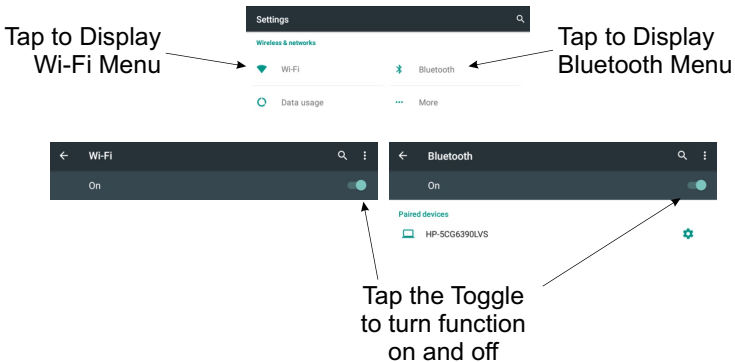 Settings
Wireless & networks
Tap to Display
Wi-Fi Menu
Wi-Fi
Bluetooth
Tap to Display
Bluetooth Menu
Data usage
More
Wi-Fi
On
Bluetooth
On
Paired devices
HP-5CG6390LVS
Tap the Toggle
to turn function
on and off